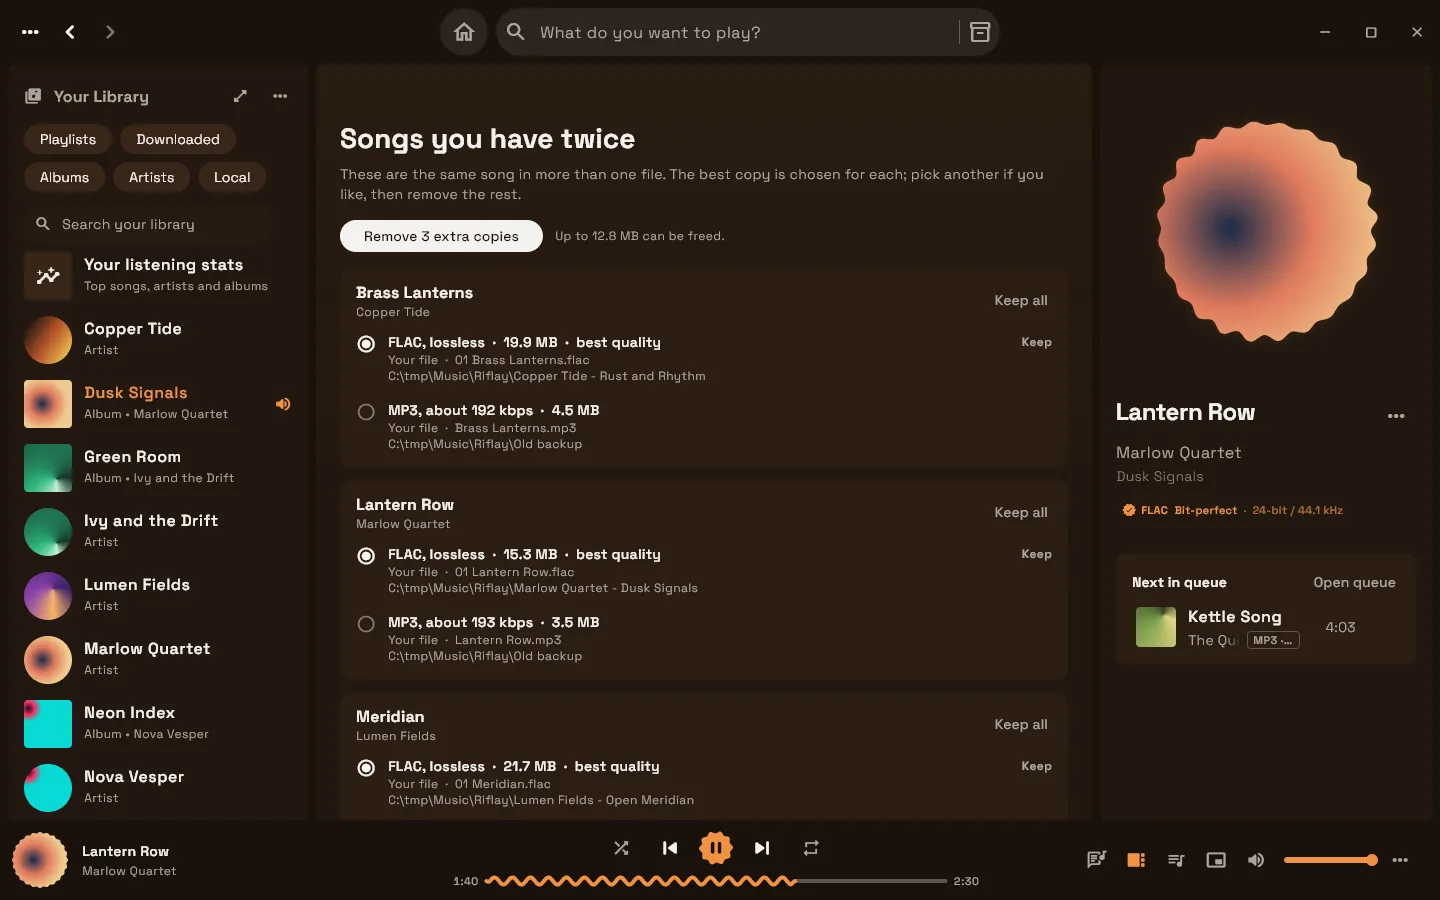 What do you want to play?
Your Library
Playlists
Downloaded
Albums
Artists
Local
Search your library
Your listening stats
Top songs, artists and albums
Copper Tide
Artist
Dusk Signals
Album • Marlow Quartet
Green Room
Album • Ivy and the Drift
Ivy and the Drift
Artist
Lumen Fields
Artist
Marlow Quartet
Artist
Neon Index
Album • Nova Vesper
Nova Vesper
Artist
Songs you have twice
These are the same song in more than one file. The best copy is chosen for each; pick another if you
like, then remove the rest.
Remove 3 extra copies
Up to 12.8 MB can be freed.
Brass Lanterns
Copper Tide
Keep all
FLAC, lossless · 19.9 MB · best quality
Keep
Your file · 01 Brass Lanterns.flac
C:\tmp\Music\Riflay\Copper Tide - Rust and Rhythm
MP3, about 192 kbps · 4.5 MB
Your file · Brass Lanterns.mp3
C:\tmp\Music\Riflay\Old backup
Lantern Row
Marlow Quartet
Keep all
FLAC, lossless · 15.3 MB · best quality
Keep
Your file · 01 Lantern Row.flac
C:\tmp\Music\Riflay\Marlow Quartet - Dusk Signals
MP3, about 193 kbps · 3.5 MB
Your file · Lantern Row.mp3
C:\tmp\Music\Riflay\Old backup
Meridian
Lumen Fields
Keep all
FLAC, lossless · 21.7 MB · best quality
Keep
Your file · 01 Meridian.flac
C:\tmp\Music\Riflay\Lumen Fields - Open Meridian
Lantern Row
Marlow Quartet
Dusk Signals
FLAC Bit-perfect · 24-bit / 44.1 kHz
Next in queue
Open queue
Kettle Song
The Qui
MP3 ·…
4:03
Lantern Row
Marlow Quartet
1:40
2:30